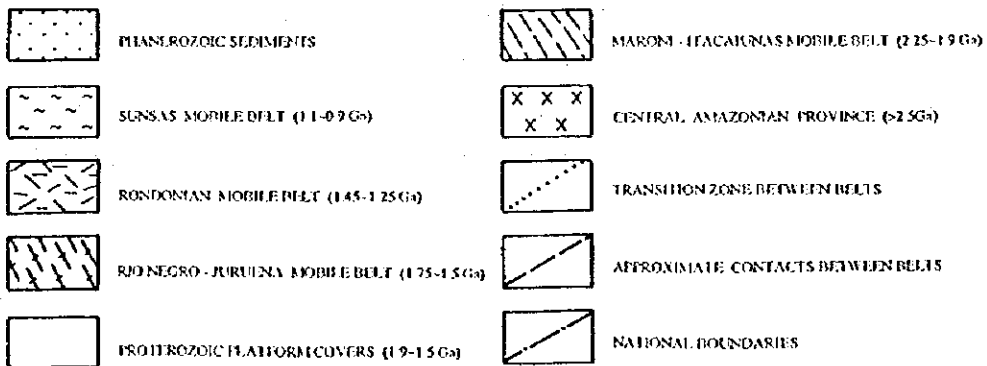 PHANEROZOIC SEDIMENTS
SUNSAS MOBILE BELT (1.1-0.9 Ga)
RONDONIAN MOBILE BELT (1.45-1.25 Ga)
RIO NEGRO - JURUENA MOBILE BELT (1.75-1.5 Ga)
PROTEROZOIC PLATFORM COVERS (1.9-1.5 Ga)
MARONI - ITACAIUNAS MOBILE BELT (2.25-1.9 Ga)
CENTRAL AMAZONIAN PROVINCE (>2.5Ga)
TRANSITION ZONE BETWEEN BELTS
APPROXIMATE CONTACTS BETWEEN BELTS
NATIONAL BOUNDARIES